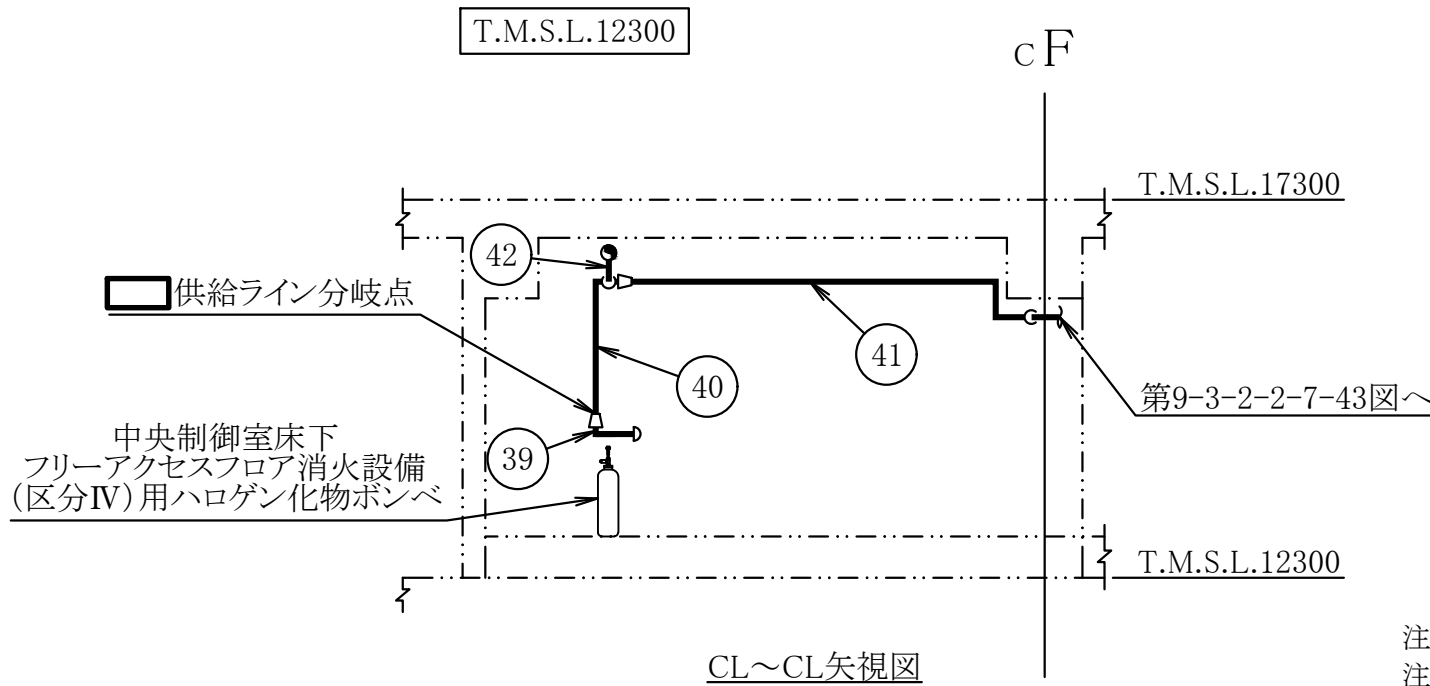 T.M.S.L.12300
CF
T.M.S.L.17300
42
供給ライン分岐点
41
40
第9-3-2-2-7-43図へ
中央制御室床下
フリーアクセスフロア消火設備
(区分Ⅳ)用ハロゲン化物ボンベ
39
T.M.S.L.12300
注
注
CL～CL矢視図